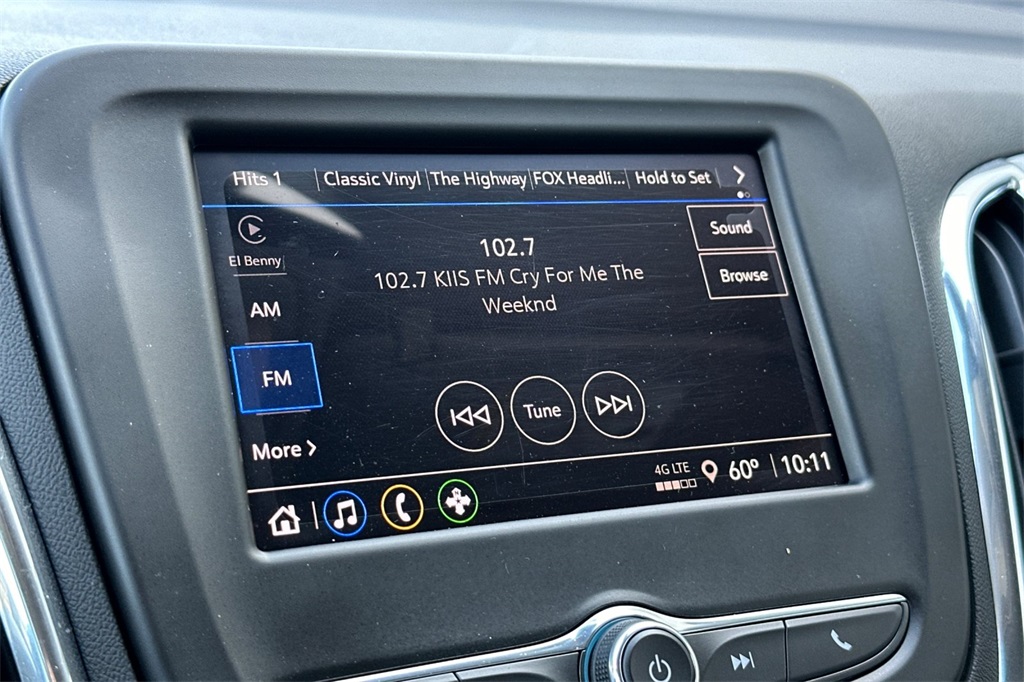 Hits 1 Classic Vinyl The Highway FOX Headli... Hold to Set
El Benny
AM
FM
More
102.7
102.7 KIIS FM Cry For Me The
Weeknd
Sound
Browse
Tune
4G LTE 60° 10:11